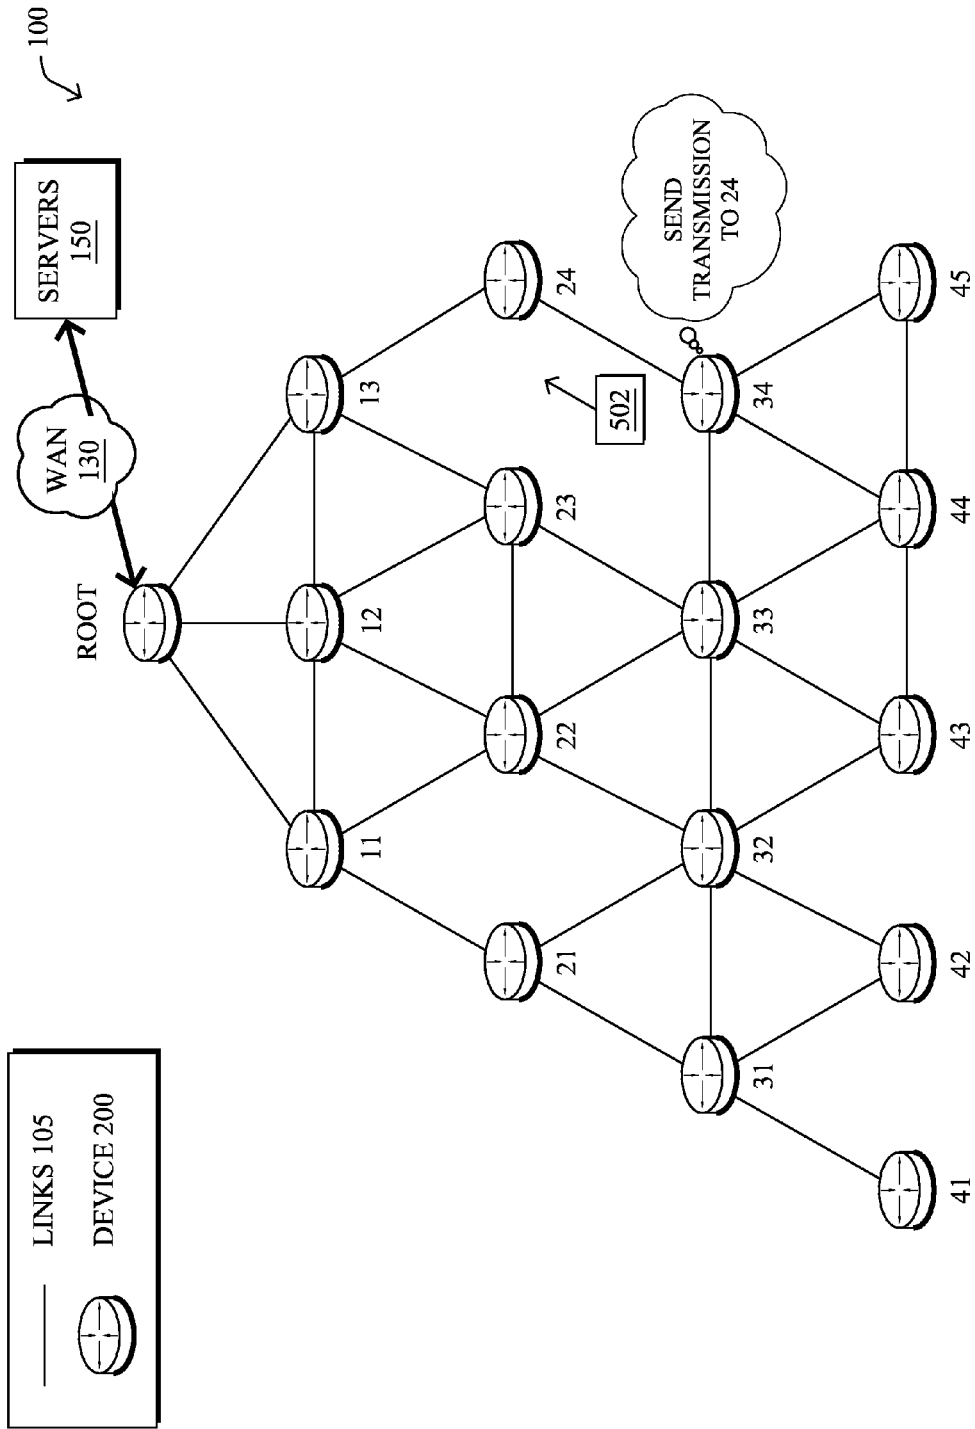 100
SERVERS
150
WAN
130
ROOT
11
12
13
21
22
23
24
502
SEND
TRANSMISSION
TO 24
31
32
33
34
41
42
43
44
45
LINKS 105
DEVICE 200